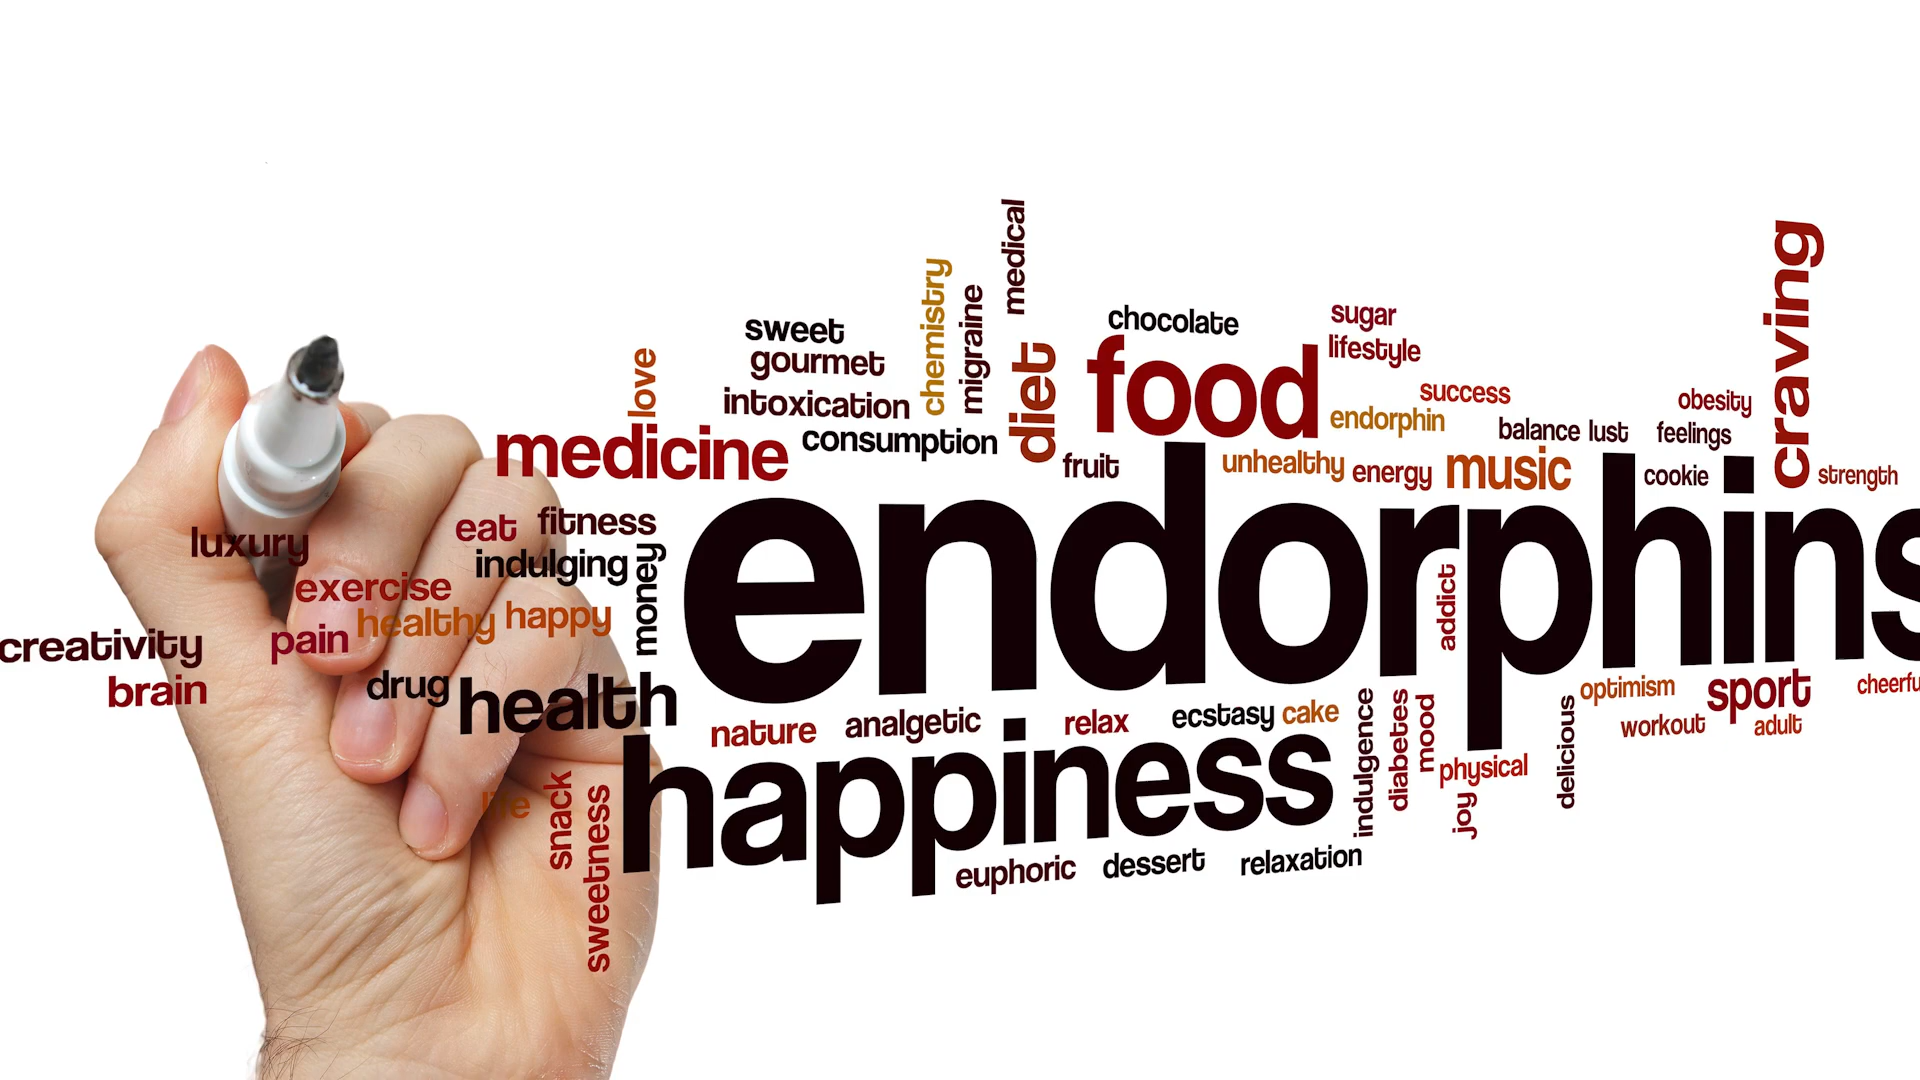 medical
craving
chemistry
migraine
sugar
chocolate
sweet
lifestyle
gourmet
love
diet
food
success
obesity
intoxication
endorphin
balance
lust
feelings
consumption
medicine
fruit
unhealthy
energy
music
cookie
strength
eat
fitness
luxury
indulging
money
endorphins
exercise
addict
healthy
happy
creativity
pain
brain
drug
health
optimism
sport
cheerfu
nature
analgetic
relax
ecstasy
cake
indulgence
diabetes
mood
delicious
workout
adult
happiness
physical
life
snack
joy
sweetness
euphoric
dessert
relaxation